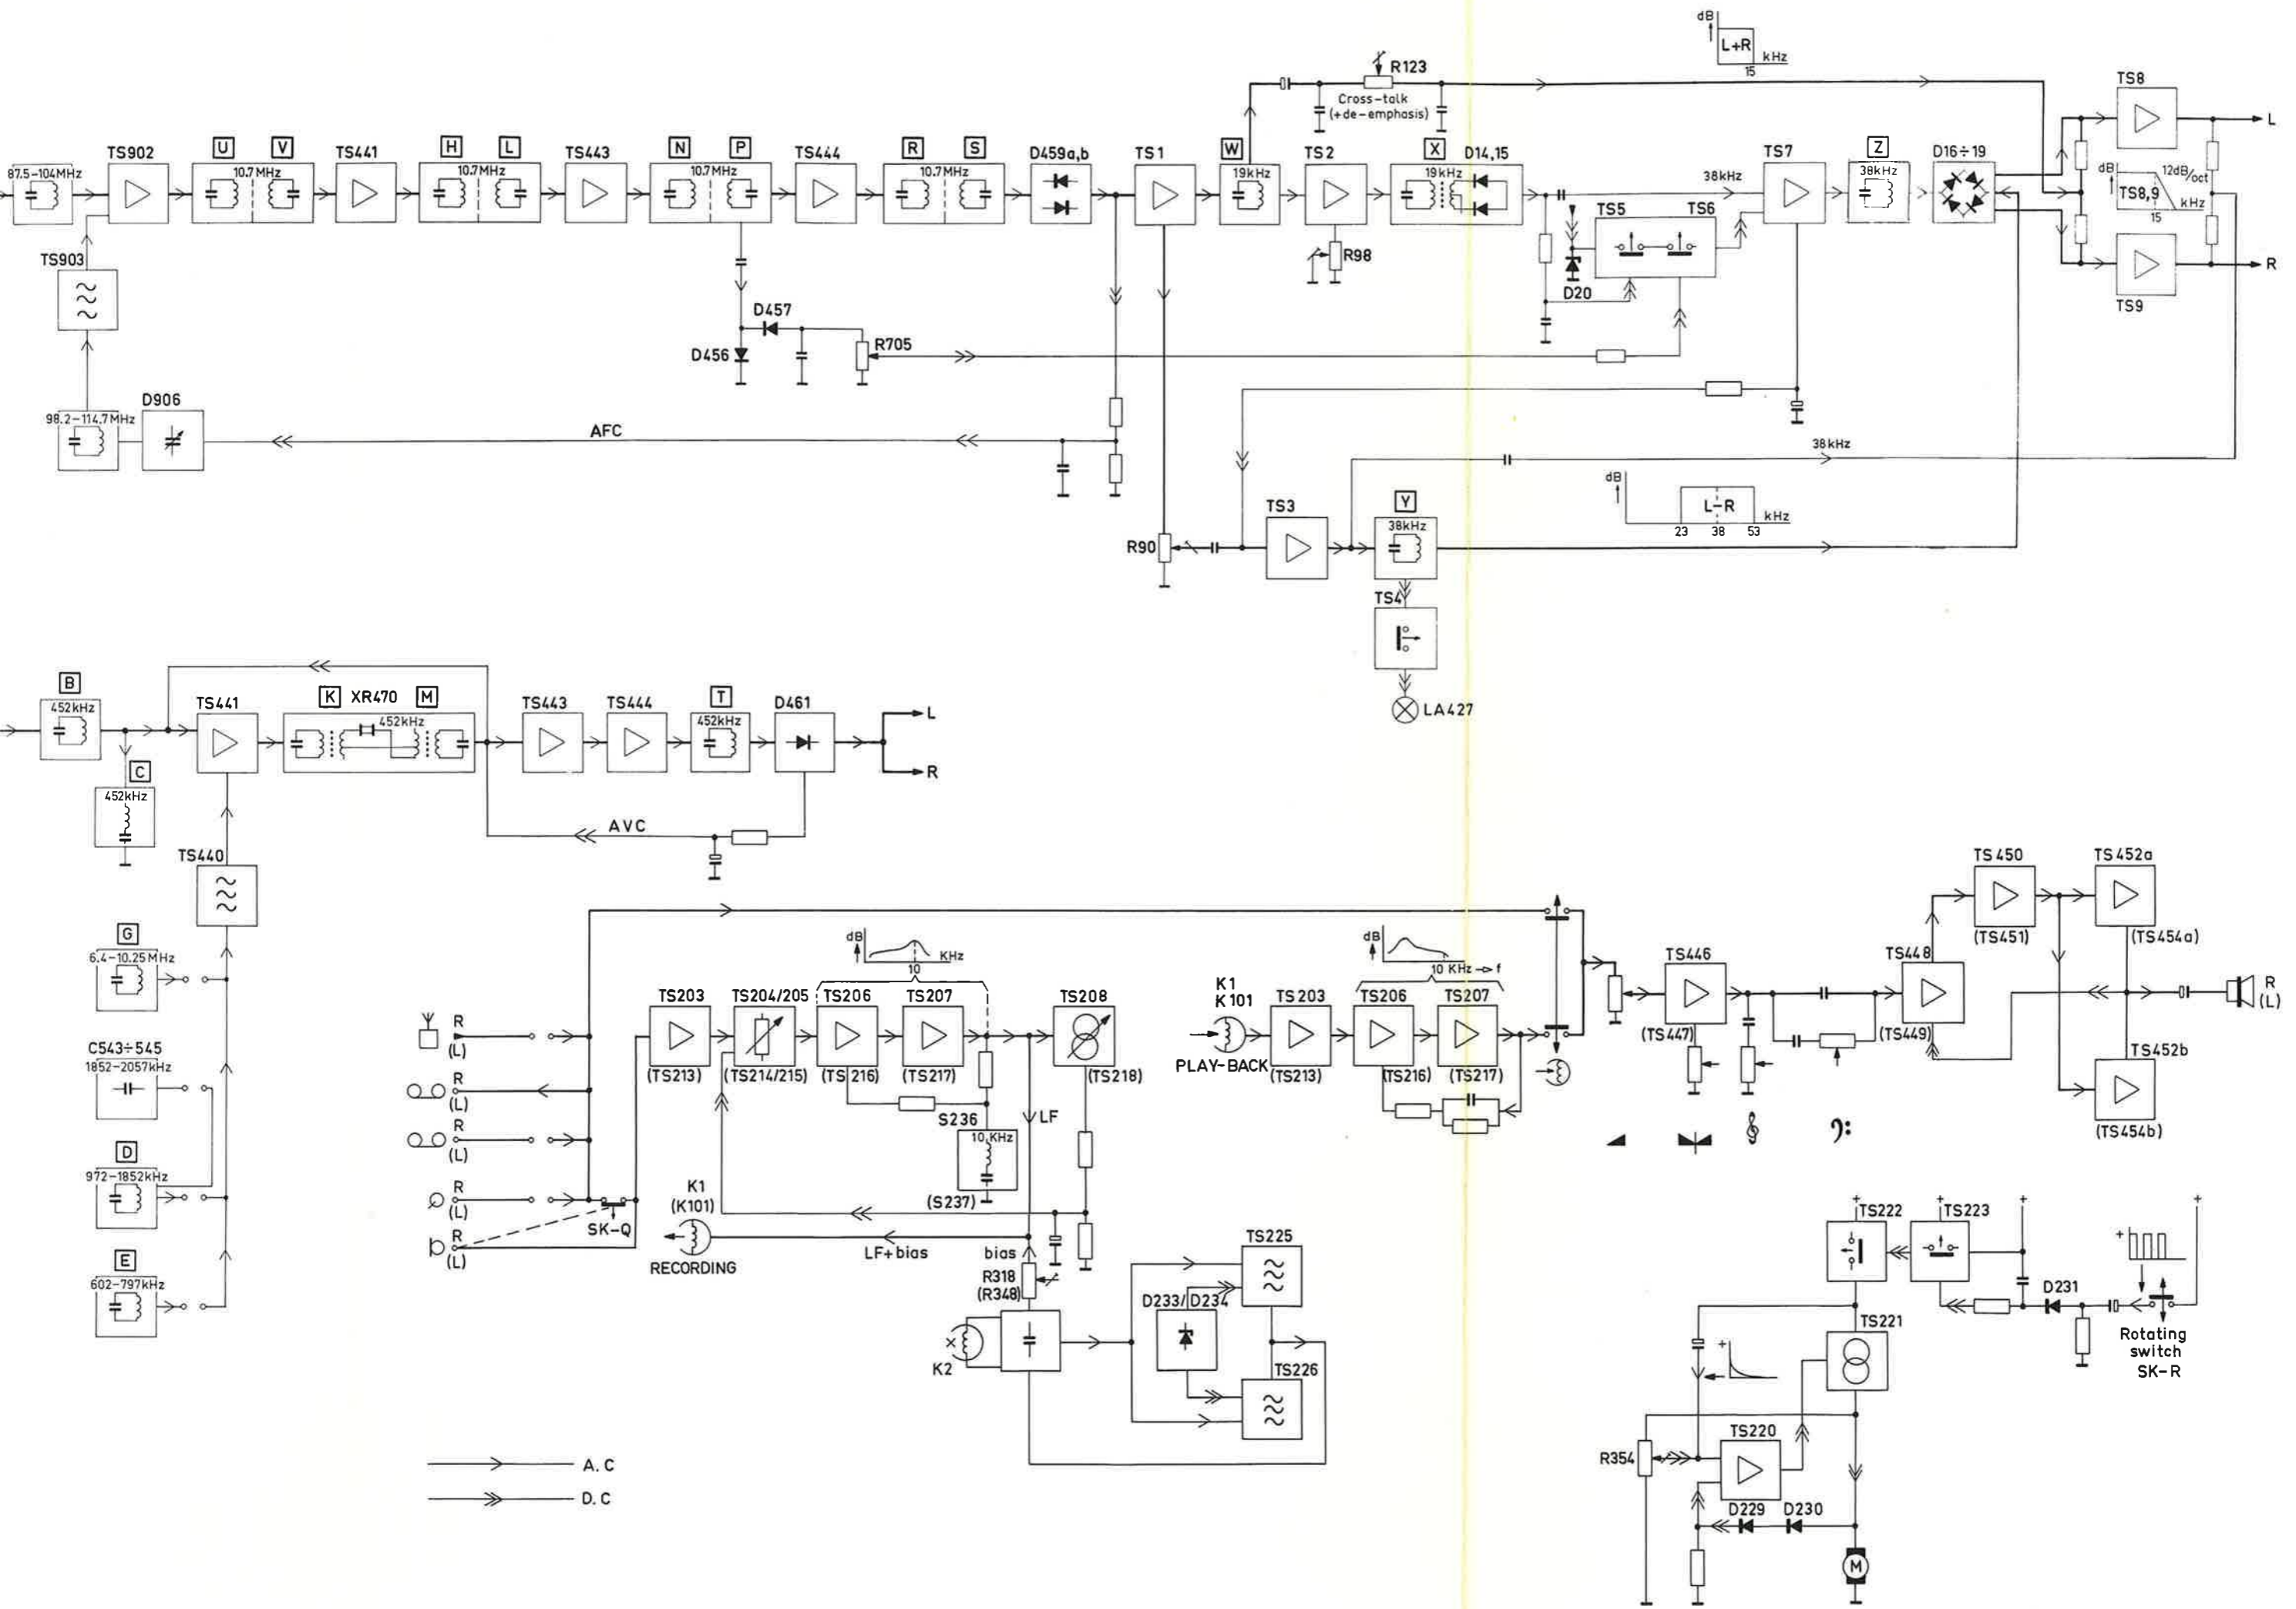 dB
L+R
kHz
15
R123
Cross-talk
(+de-emphasis)
TS8
L
87.5-104MHz
TS902
U
V
10.7MHz
TS441
H
L
10.7MHz
TS443
N
P
10.7MHz
TS444
R
S
10.7MHz
D459a,b
TS1
W
19kHz
TS2
X
D14,15
19kHz
38kHz
TS7
Z
38kHz
D16÷19
dB
12dB/oct
TS8,9
15
kHz
TS903
R98
TS5
TS6
D20
R
TS9
D457
D456
R705
98.2-114.7MHz
D906
AFC
38kHz
dB
L-R
kHz
23
38
53
TS3
Y
38kHz
R90
TS4
LA427
B
452kHz
TS441
K
XR470
M
452kHz
TS443
TS444
T
452kHz
D461
L
R
C
452kHz
AVC
TS440
G
6.4-10.25MHz
C543÷545
1852-2057kHz
D
972-1852kHz
E
602-797kHz
R
(L)
R
(L)
R
(L)
R
(L)
R
(L)
SK-Q
dB
KHz
10
TS203
(TS213)
TS204/205
(TS214/215)
TS206
(TS216)
TS207
(TS217)
TS208
(TS218)
S236
10 KHz
(S237)
LF
K1
(K101)
RECORDING
LF+bias
bias
R318
(R348)
K2
D233/D234
TS225
TS226
K1
K101
PLAY-BACK
dB
10 KHz
f
TS203
(TS213)
TS206
(TS216)
TS207
(TS217)
TS446
(TS447)
TS448
(TS449)
TS450
(TS451)
TS452a
(TS454a)
R
(L)
TS452b
(TS454b)
TS222
+
TS223
+
+
+
+
D231
Rotating
switch
SK-R
TS221
+
R354
TS220
D229
D230
M
A.C
D.C